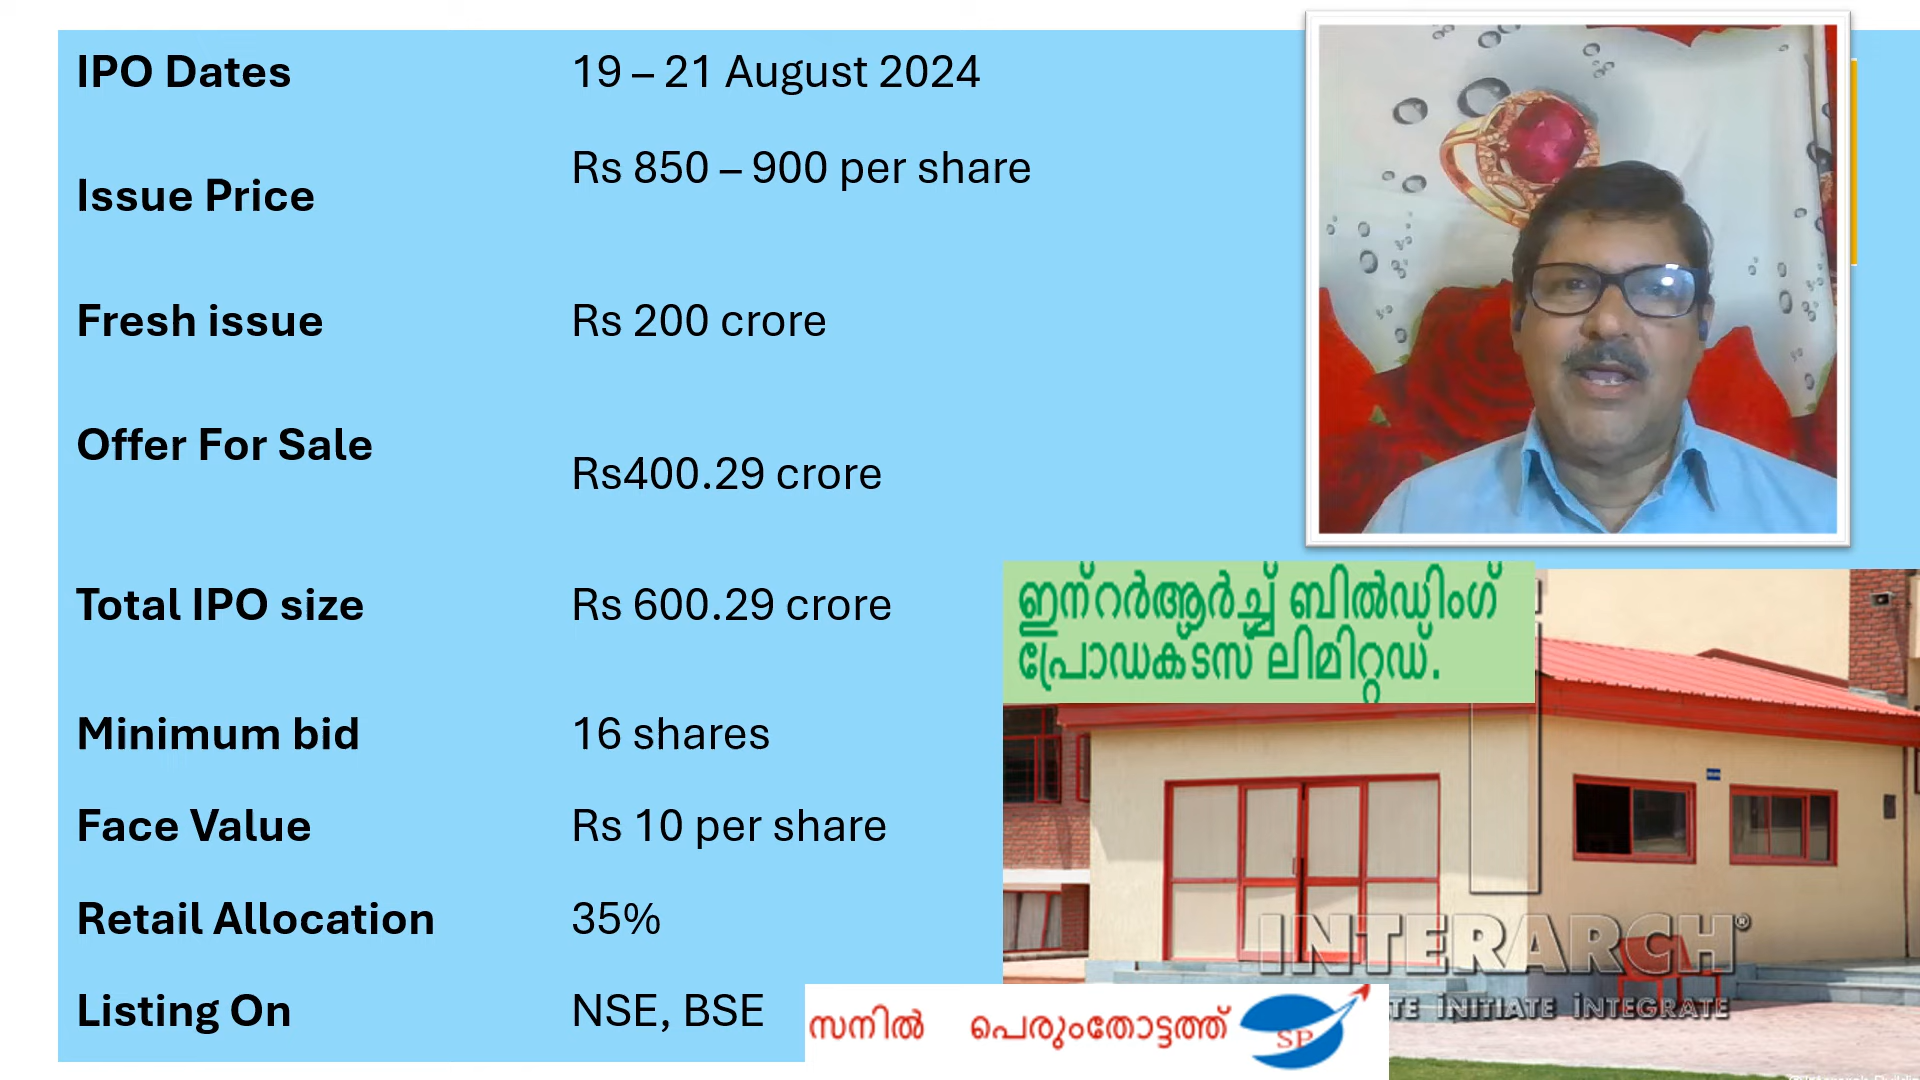 IPO Dates 19 – 21 August 2024
Issue Price Rs 850 – 900 per share
Fresh issue Rs 200 crore
Offer For Sale Rs400.29 crore
Total IPO size Rs 600.29 crore
Minimum bid 16 shares
Face Value Rs 10 per share
Retail Allocation 35%
Listing On NSE, BSE
ഇന്റർആർച്ച് ബിൽഡിംഗ്
പ്രോഡക്ടസ് ലിമിറ്റഡ്.
INTERARCH®
INITIATE INTEGRATE
സനിൽ പെരുംതോട്ടത്ത്
SP